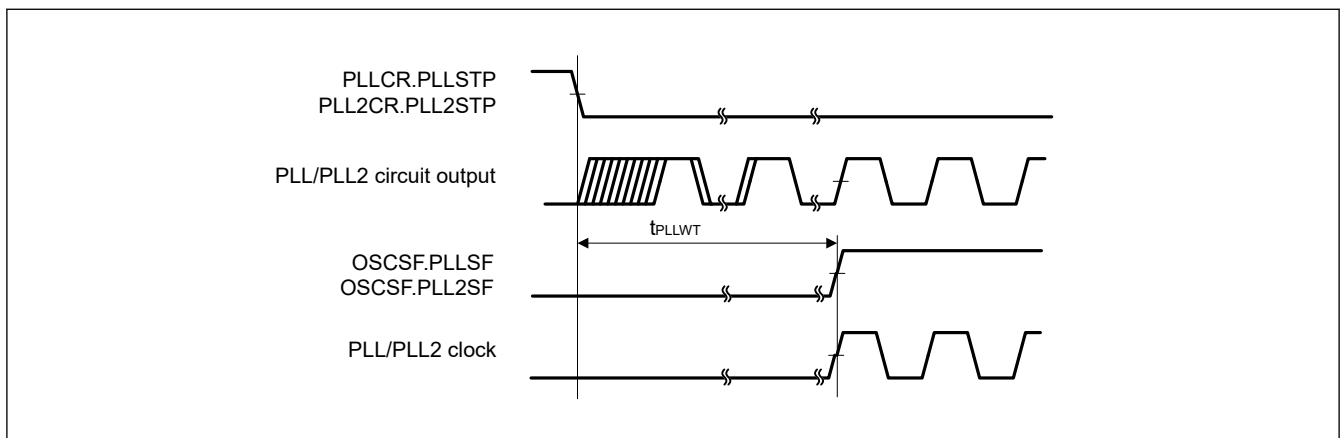 PLLCR.PLLSTP
PLL2CR.PLL2STP
PLL/PLL2 circuit output
tPLLWT
OSCSF.PLLSF
OSCSF.PLL2SF
PLL/PLL2 clock